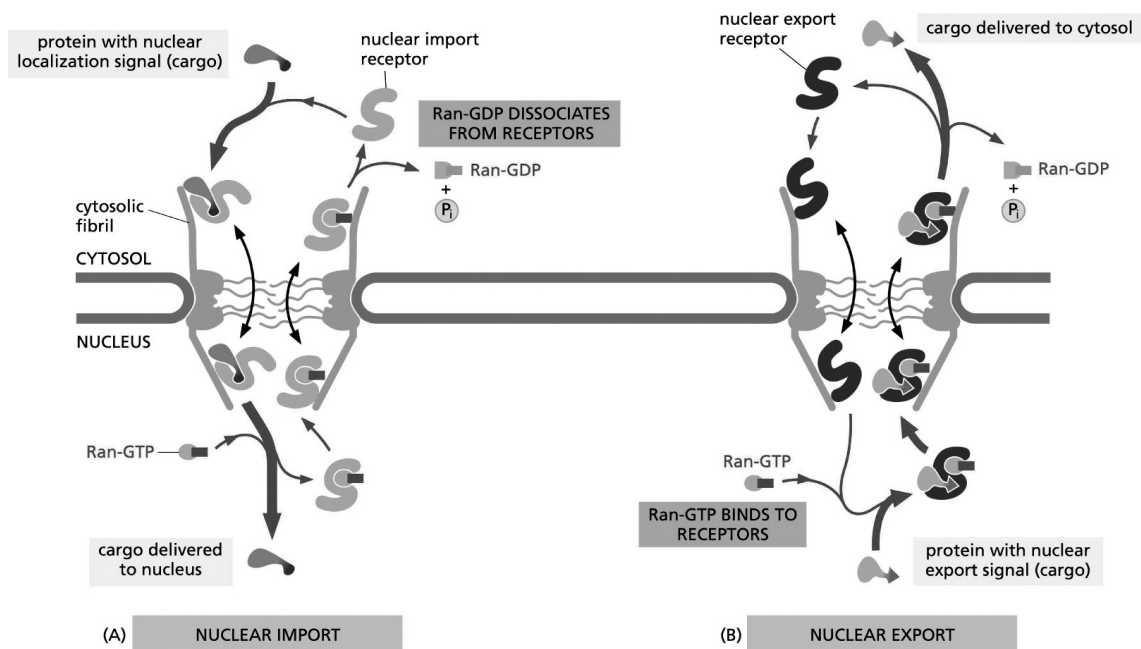 protein with nuclear
localization signal (cargo)
nuclear import
receptor
Ran-GDP DISSOCIATES
FROM RECEPTORS
Ran-GDP
+
Pi
cytosolic
fibril
CYTOSOL
NUCLEUS
Ran-GTP
cargo delivered
to nucleus
(A) NUCLEAR IMPORT
nuclear export
receptor
cargo delivered to cytosol
Ran-GDP
+
Pi
Ran-GTP
Ran-GTP BINDS TO
RECEPTORS
protein with nuclear
export signal (cargo)
(B) NUCLEAR EXPORT